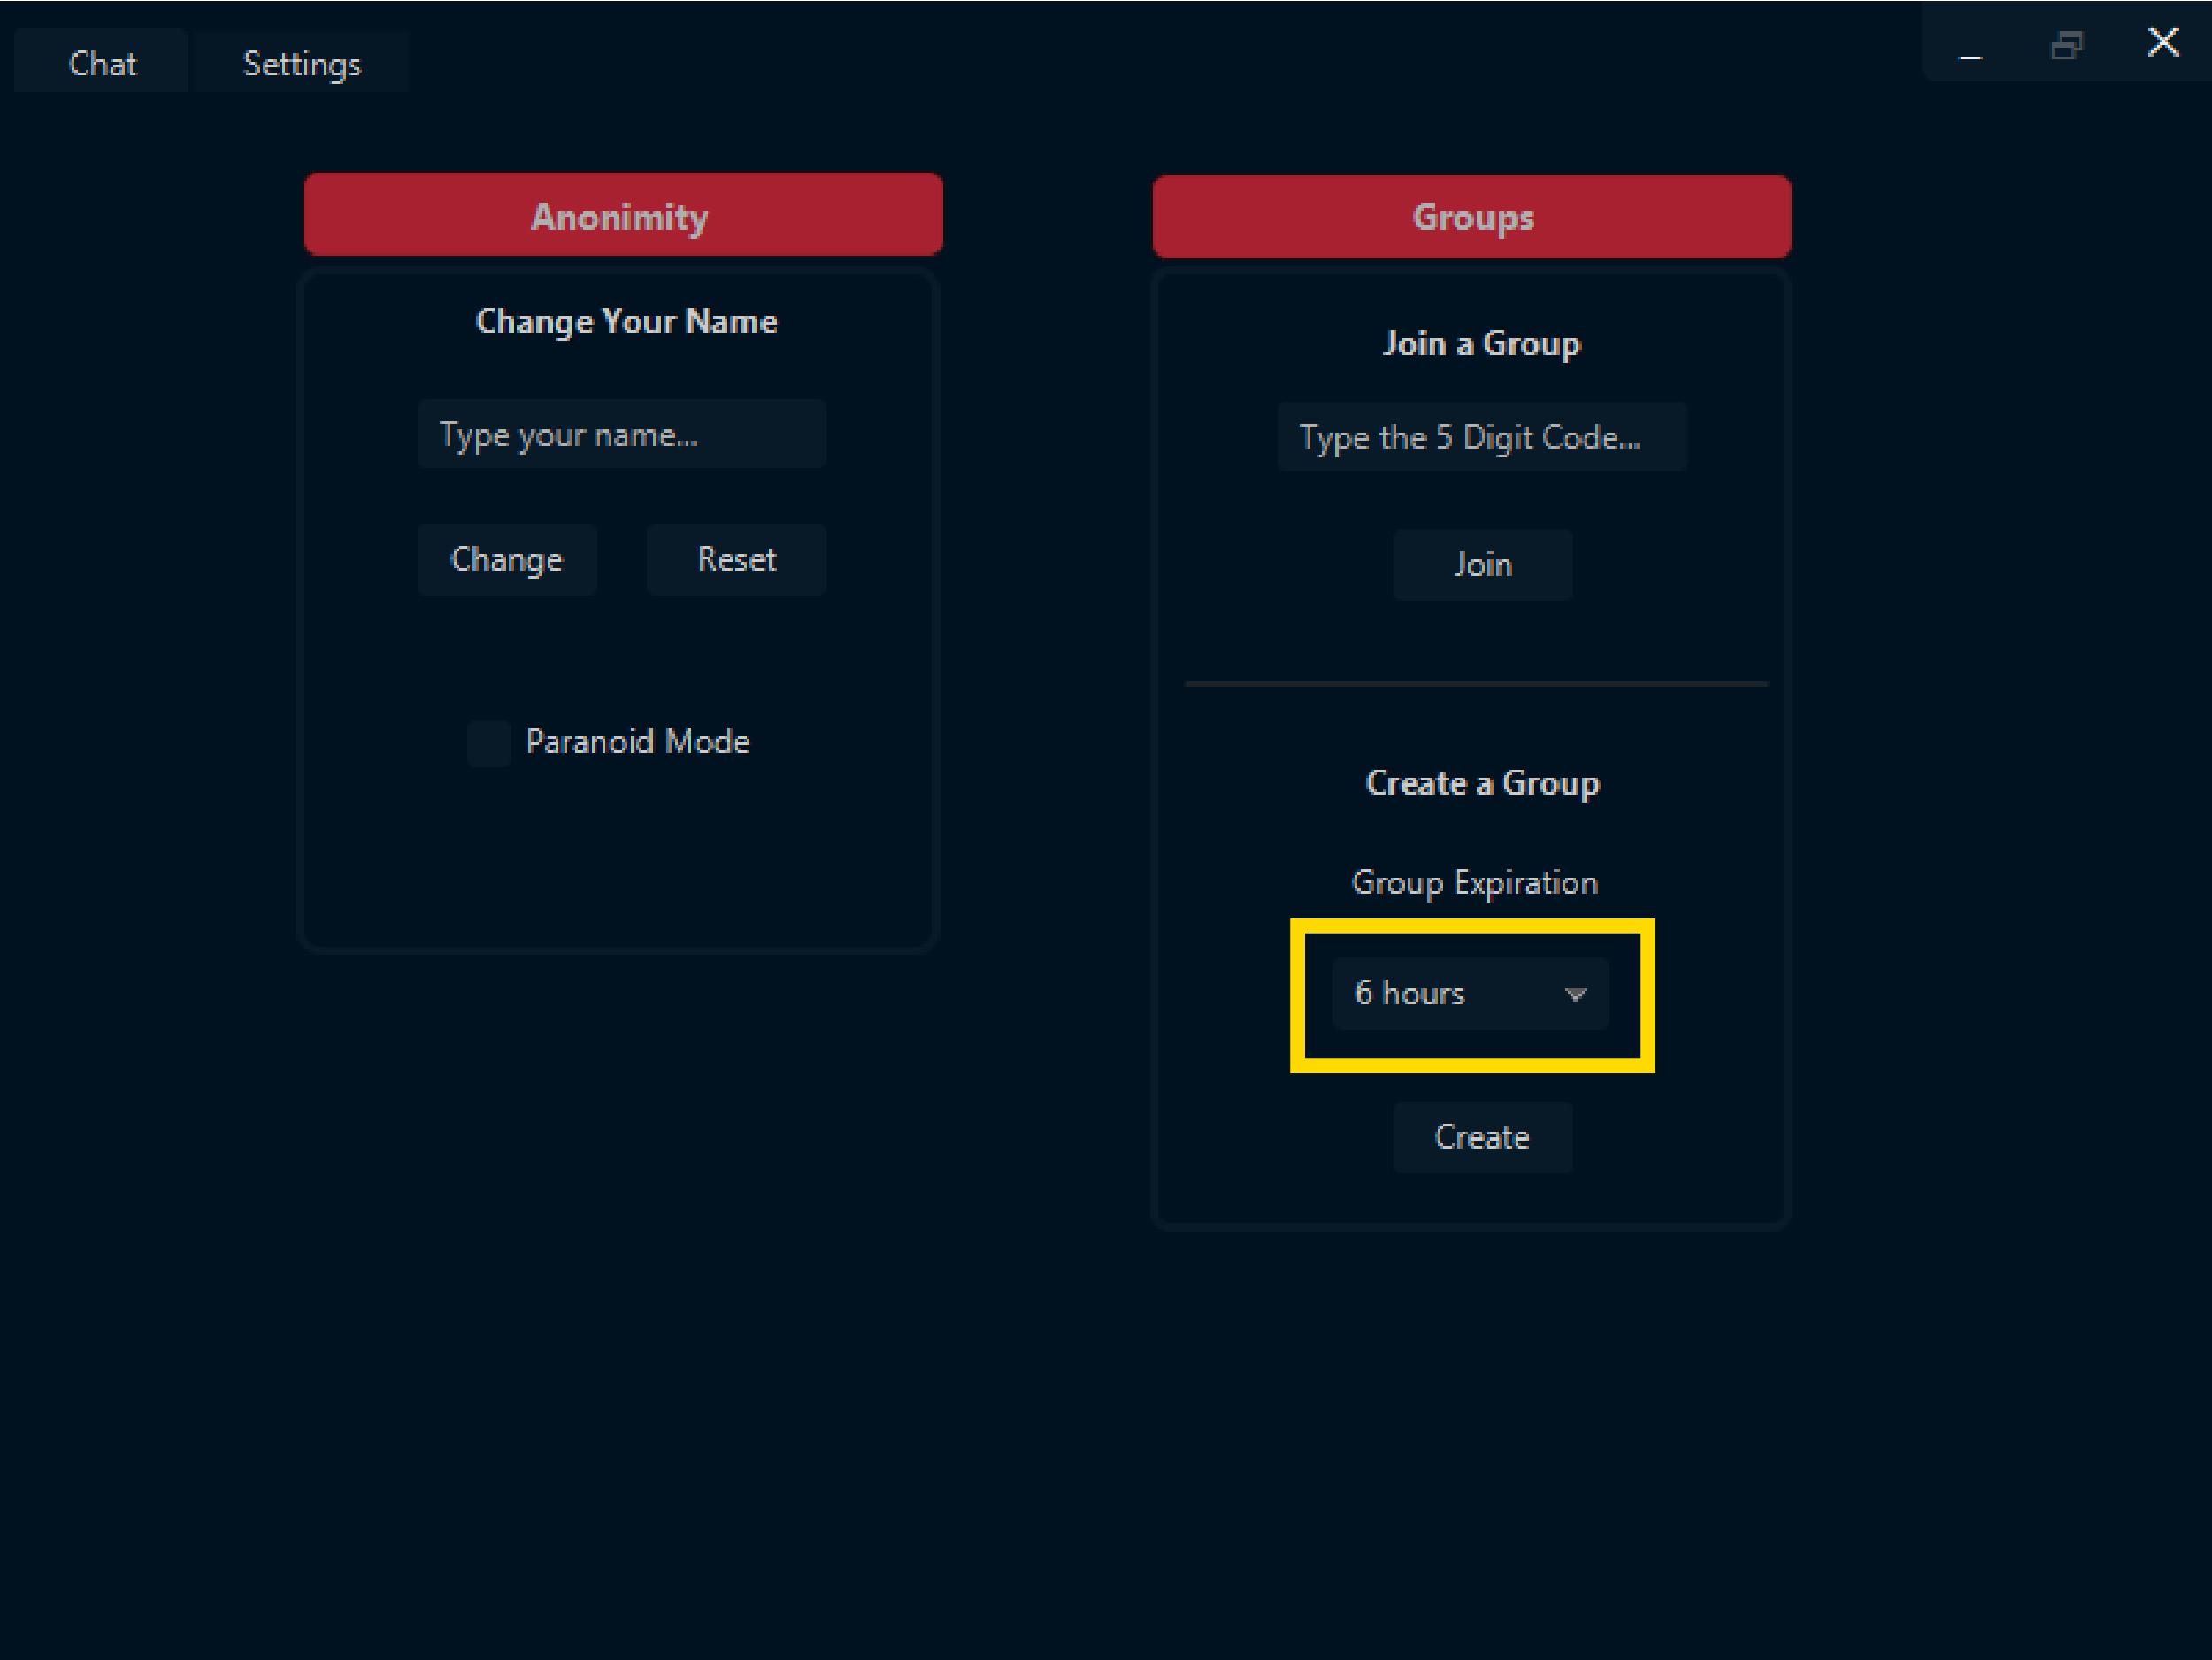 Chat
Settings
Anonimity
Change Your Name
Type your name...
Change
Reset
Paranoid Mode
Groups
Join a Group
Type the 5 Digit Code...
Join
Create a Group
Group Expiration
6 hours
Create